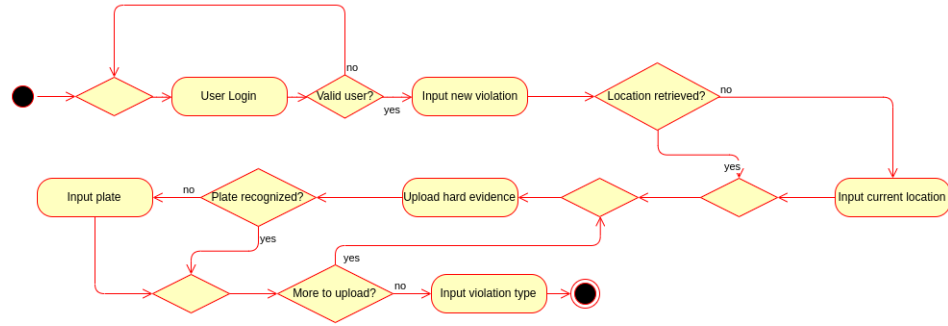 no
User Login
Valid user?
yes
Input new violation
Location retrieved?
no
yes
Input current location
Upload hard evidence
Plate recognized?
no
Input plate
yes
yes
More to upload?
no
Input violation type